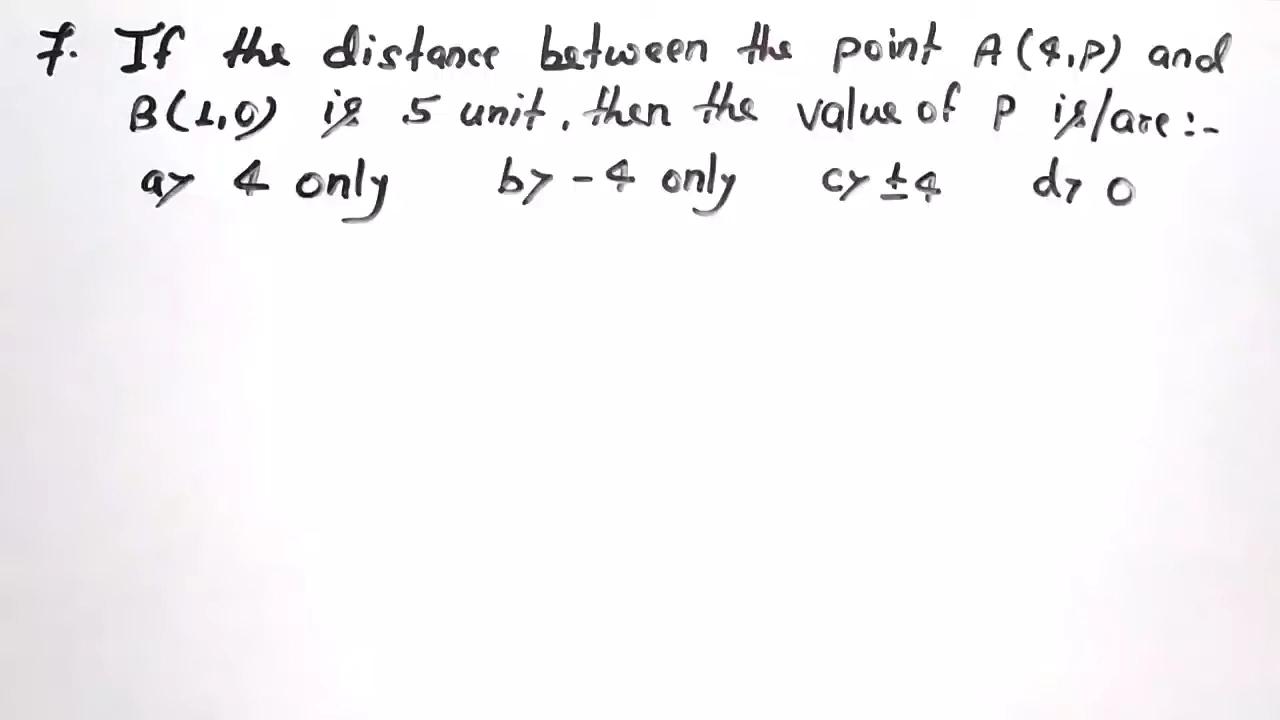 7. If the distance between the point A(4,P) and
B(1,0) is 5 unit, then the value of P is/are :-
a> 4 only b> -4 only c> ±4 d> 0